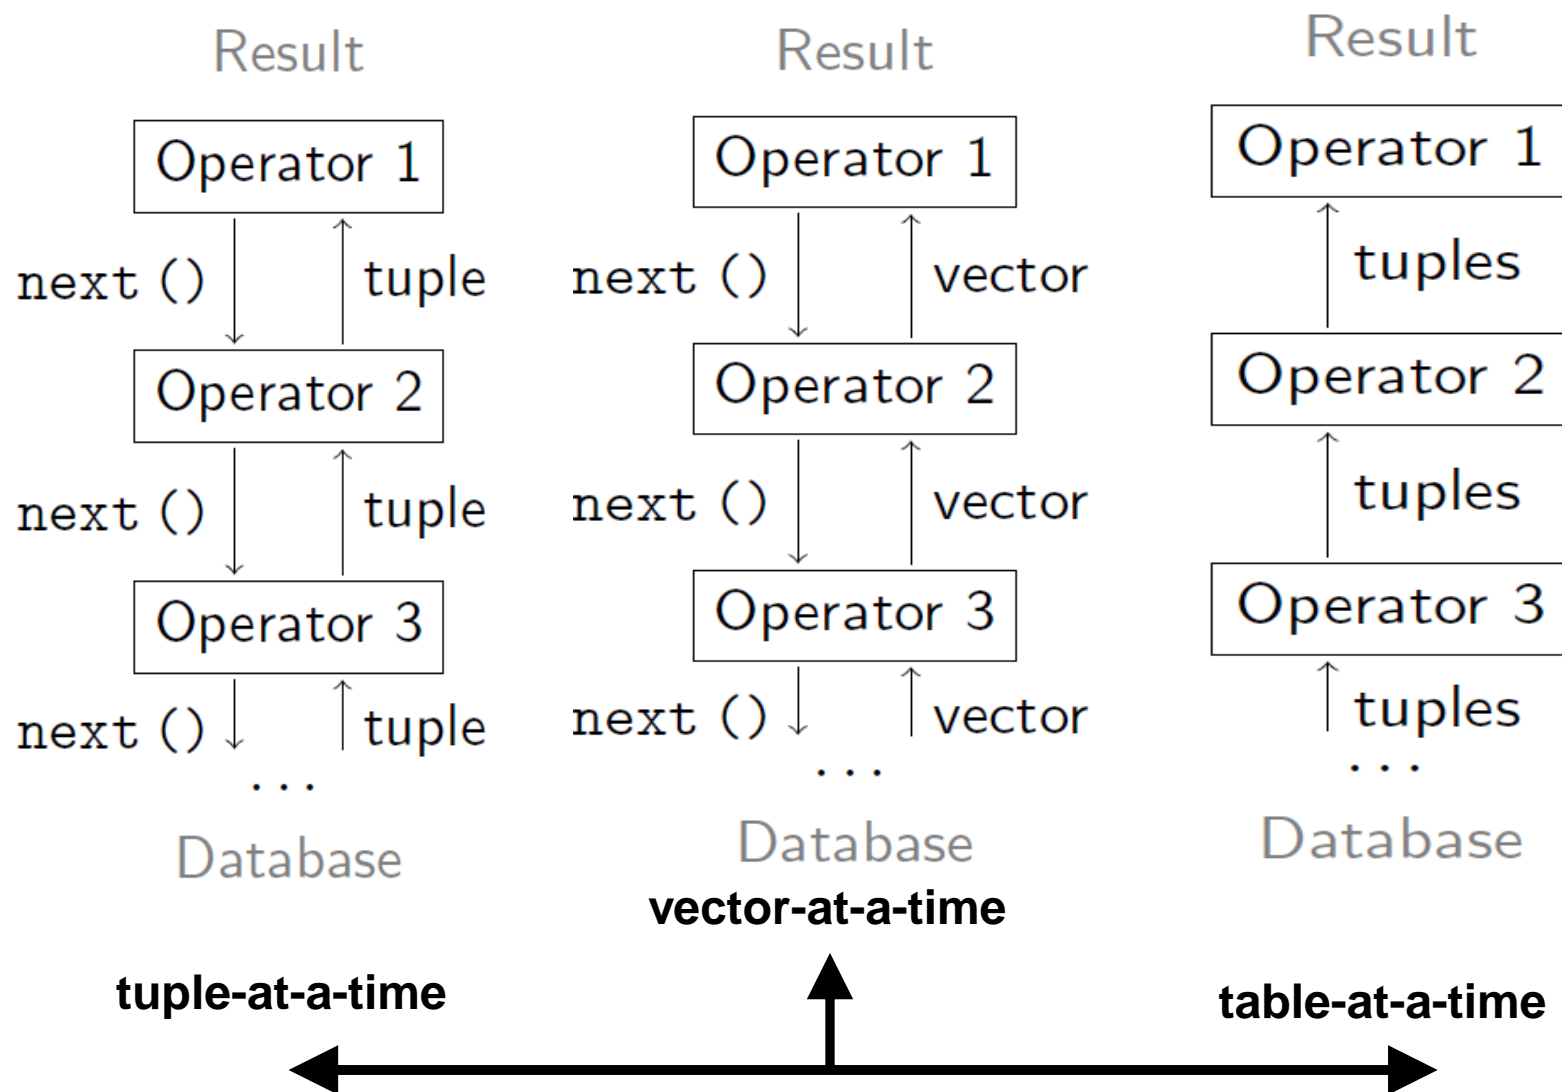 Result
Operator 1
next () tuple
Operator 2
next () tuple
Operator 3
next () tuple
...
Database
tuple-at-a-time
Result
Operator 1
next () vector
Operator 2
next () vector
Operator 3
next () vector
...
Database
vector-at-a-time
Result
Operator 1
tuples
Operator 2
tuples
Operator 3
tuples
...
Database
table-at-a-time